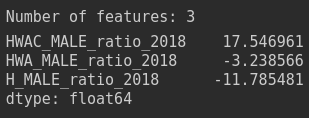 Number of features: 3
HWAC_MALE_ratio_2018    17.546961
HWA_MALE_ratio_2018     -3.238566
H_MALE_ratio_2018      -11.785481
dtype: float64